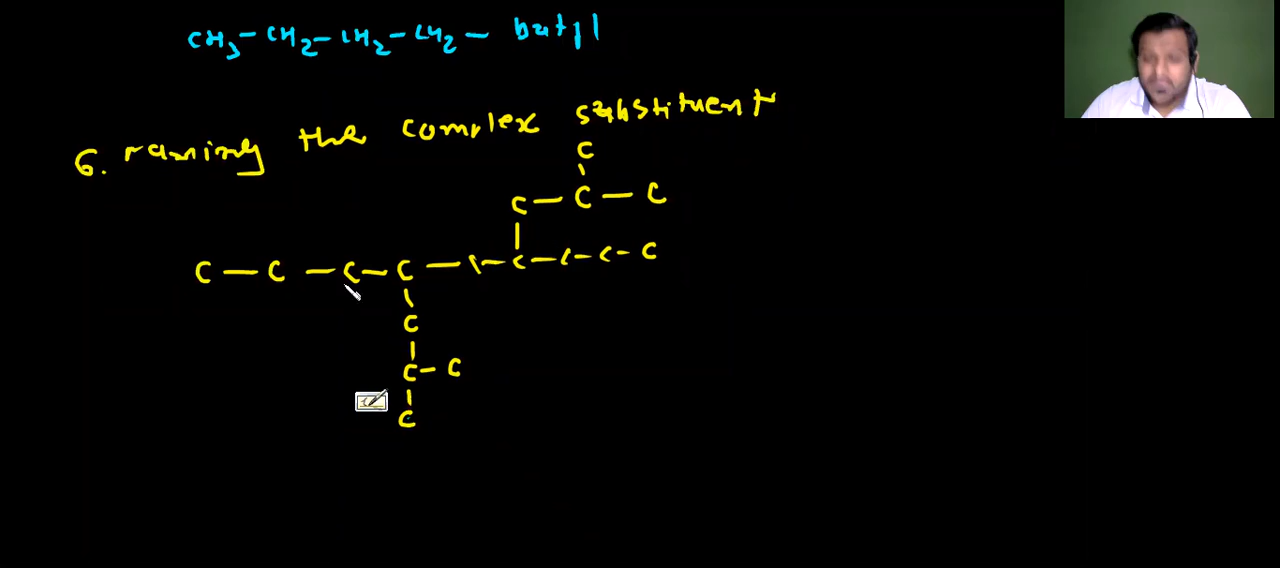 CH3-CH2-CH2-CH2- butyl
6. naming the complex substituent
C
C-C-C
C-C-C-C-C-C-C-C-C
C
C-C
C